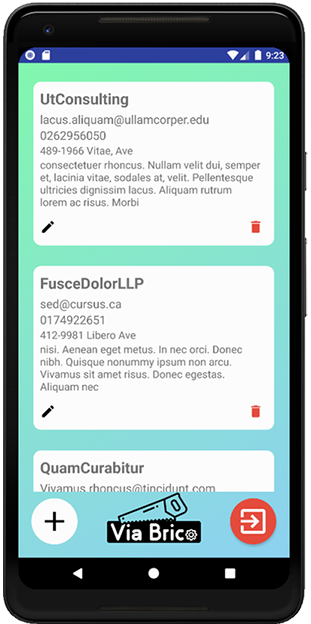 9:23
UtConsulting
lacus.aliquam@ullamcorper.edu
0262956050
489-1966 Vitae, Ave
consectetuer rhoncus. Nullam velit dui, semper
et, lacinia vitae, sodales at, velit. Pellentesque
ultricies dignissim lacus. Aliquam rutrum
lorem ac risus. Morbi
FusceDolorLLP
sed@cursus.ca
0174922651
412-9981 Libero Ave
nisi. Aenean eget metus. In nec orci. Donec
nibh. Quisque nonummy ipsum non arcu.
Vivamus sit amet risus. Donec egestas.
Aliquam nec
QuamCurabitur
Vivamus.rhoncus@tincidunt.com
Via Brico